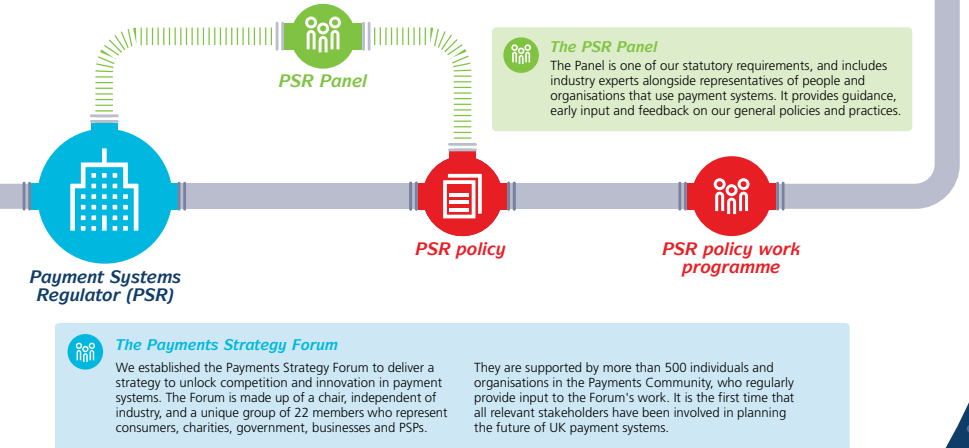 PSR Panel
The PSR Panel
The Panel is one of our statutory requirements, and includes
industry experts alongside representatives of people and
organisations that use payment systems. It provides guidance,
early input and feedback on our general policies and practices.
Payment Systems
Regulator (PSR)
PSR policy
PSR policy work
programme
The Payments Strategy Forum
We established the Payments Strategy Forum to deliver a
strategy to unlock competition and innovation in payment
systems. The Forum is made up of a chair, independent of
industry, and a unique group of 22 members who represent
consumers, charities, government, businesses and PSPs.
They are supported by more than 500 individuals and
organisations in the Payments Community, who regularly
provide input to the Forum's work. It is the first time that
all relevant stakeholders have been involved in planning
the future of UK payment systems.